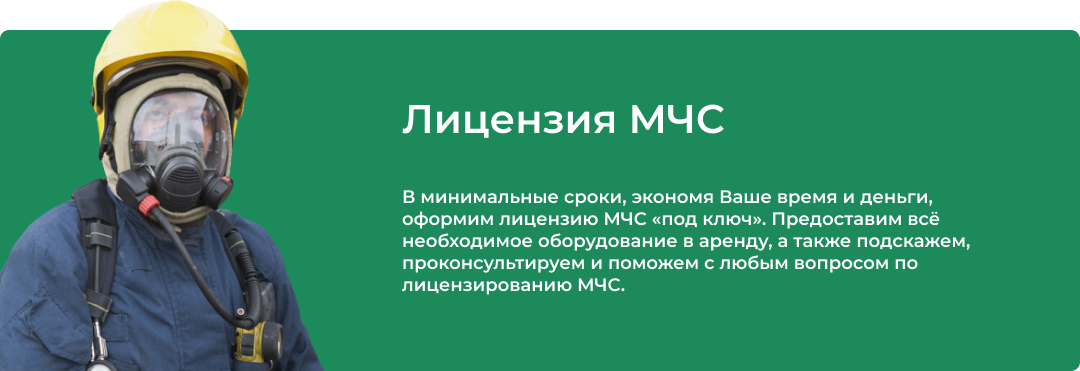 Лицензия МЧС
В минимальные сроки, экономя Ваше время и деньги,
оформим лицензию МЧС «под ключ». Предоставим всё
необходимое оборудование в аренду, а также подскажем,
проконсультируем и поможем с любым вопросом по
лицензированию МЧС.